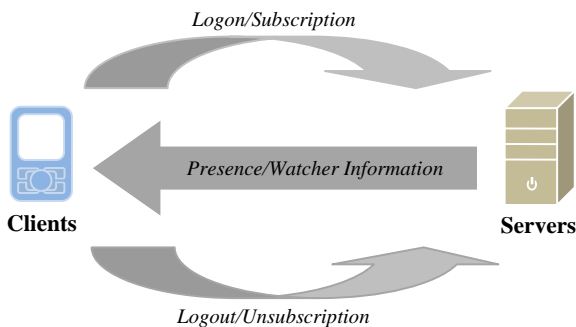 Logon/Subscription
Presence/Watcher Information
Clients
Servers
Logout/Unsubscription